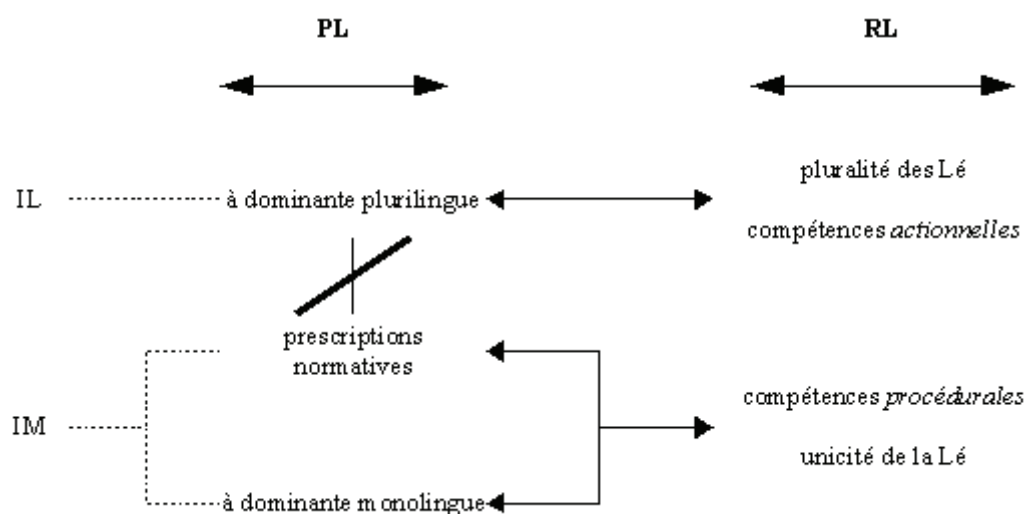 PL
RL
pluralité des Lé
IL
à dominante plurilingue
compétences actionnelles
prescriptions
normatives
compétences procédurales
IM
unicité de la Lé
à dominante monolingue